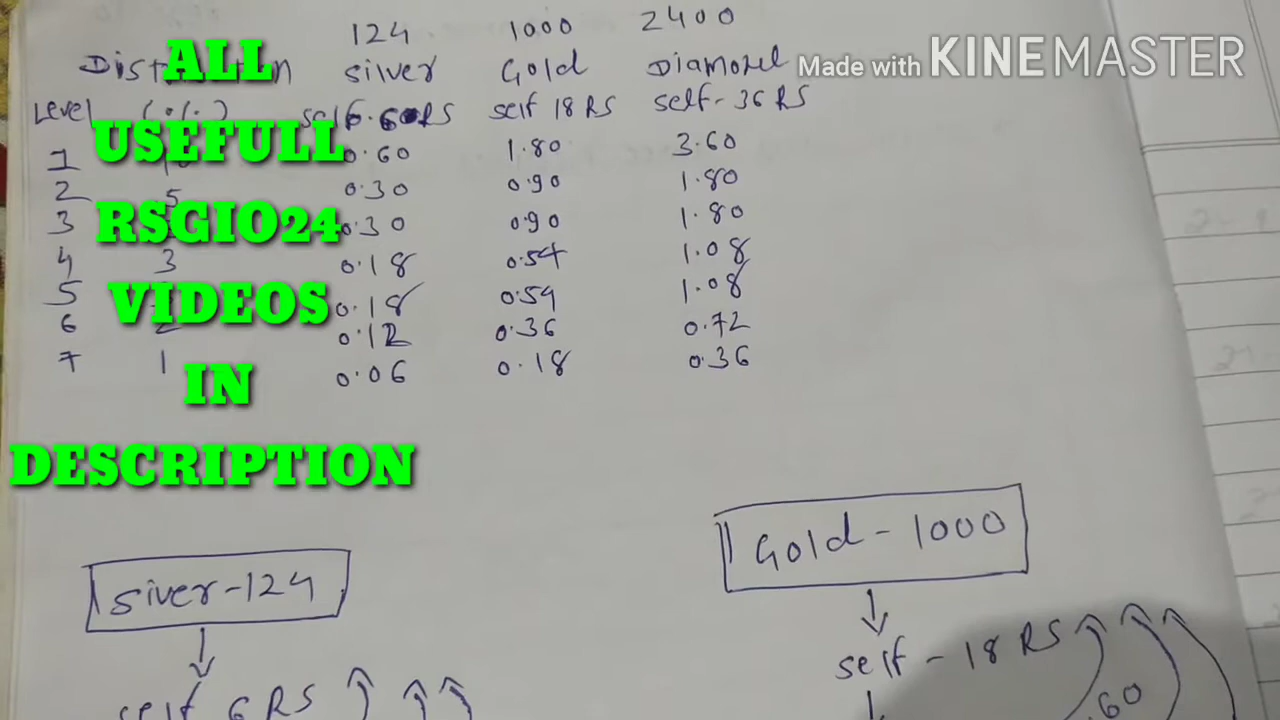 124 1000 2400
silver Gold Diamond
Level self 18 RS self - 36 RS
1 0.60 1.80 3.60
2 5 0.30 0.90 1.80
3 0.30 0.90 1.80
4 3 0.18 0.54 1.08
5 0.18 0.54 1.08
6 0.12 0.36 0.72
7 1 0.06 0.18 0.36
Made with KINEMASTER
ALL
USEFULL
RSGIO24
VIDEOS
IN
DESCRIPTION
Siver-124
self 6 RS
Gold - 1000
self - 18 RS
.60